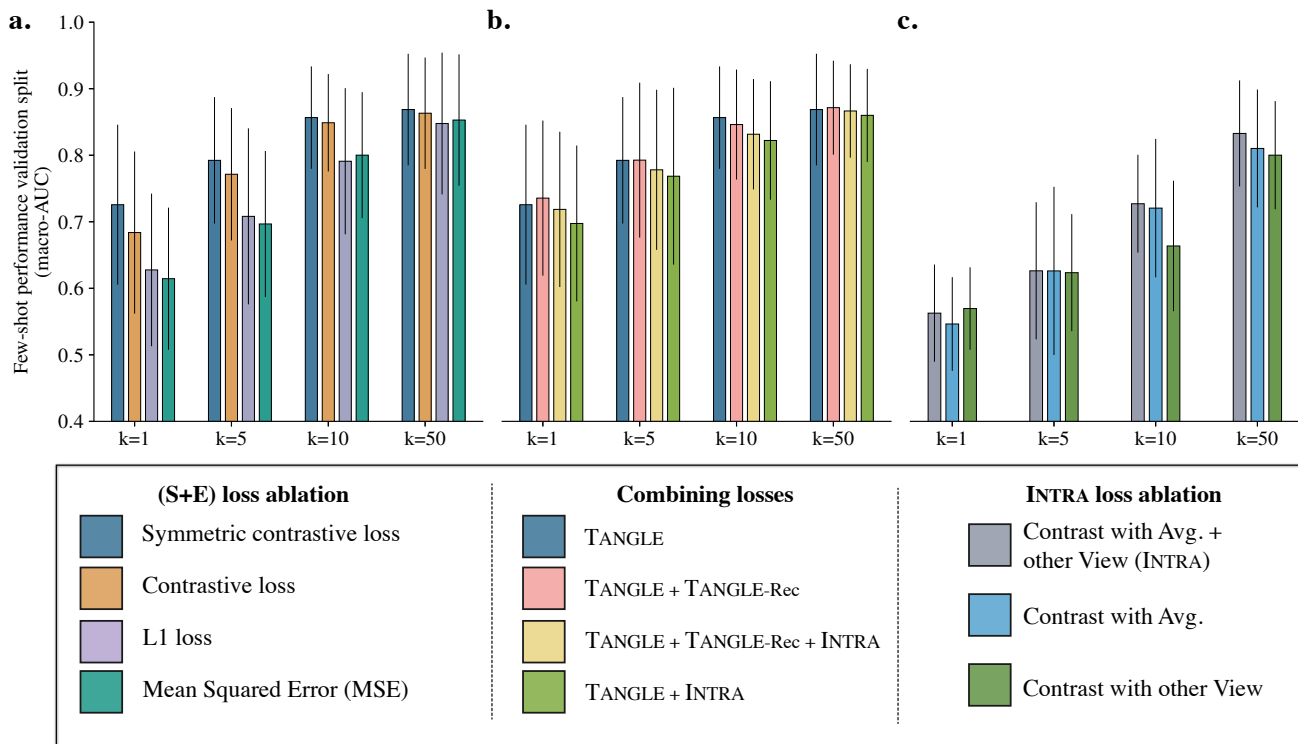 a.
b.
c.
Few-shot performance validation split
(macro-AUC)
1.0
0.9
0.8
0.7
0.6
0.5
0.4
k=1
k=5
k=10
k=50
k=1
k=5
k=10
k=50
k=1
k=5
k=10
k=50
(S+E) loss ablation
Symmetric contrastive loss
Contrastive loss
L1 loss
Mean Squared Error (MSE)
Combining losses
TANGLE
TANGLE + TANGLE-Rec
TANGLE + TANGLE-Rec + INTRA
TANGLE + INTRA
INTRA loss ablation
Contrast with Avg. +
other View (INTRA)
Contrast with Avg.
Contrast with other View